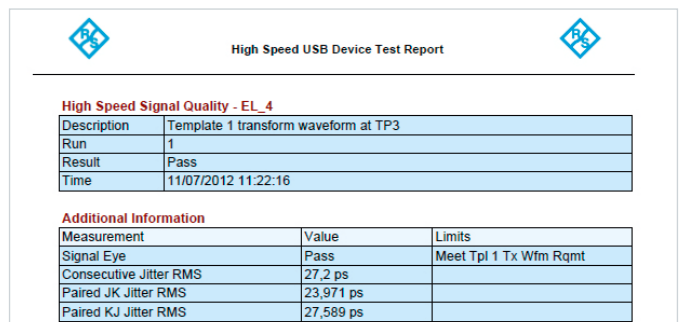 R&S
High Speed USB Device Test Report
R&S
High Speed Signal Quality - EL_4
Description Template 1 transform waveform at TP3
Run 1
Result Pass
Time 11/07/2012 11:22:16
Additional Information
Measurement Value Limits
Signal Eye Pass Meet Tpl 1 Tx Wfm Rqmt
Consecutive Jitter RMS 27,2 ps
Paired JK Jitter RMS 23,971 ps
Paired KJ Jitter RMS 27,589 ps